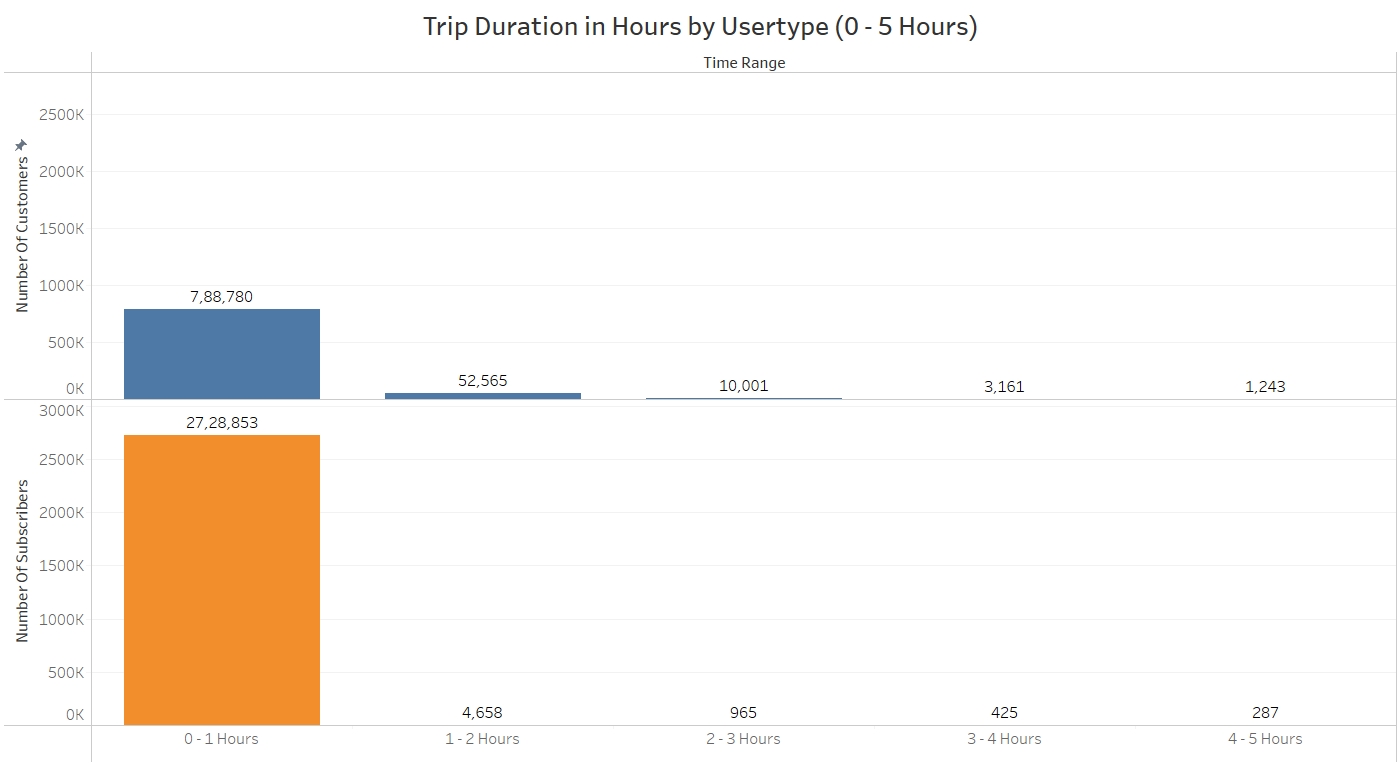 Trip Duration in Hours by Usertype (0 - 5 Hours)
Time Range
Number Of Customers
2500K
2000K
1500K
1000K
500K
0K
7,88,780
52,565
10,001
3,161
1,243
Number Of Subscribers
3000K
2500K
2000K
1500K
1000K
500K
0K
27,28,853
4,658
965
425
287
0 - 1 Hours
1 - 2 Hours
2 - 3 Hours
3 - 4 Hours
4 - 5 Hours